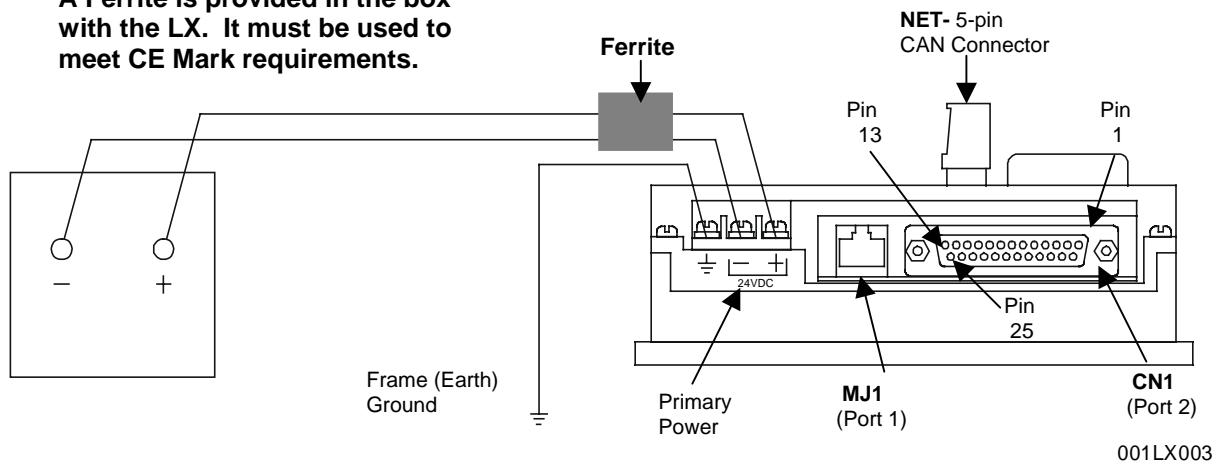 A Ferrite is provided in the box
with the LX. It must be used to
meet CE Mark requirements.
Ferrite
NET- 5-pin
CAN Connector
Pin
13
Pin
1
−
+
− +
24VDC
Pin
25
Frame (Earth)
Ground
Primary
Power
MJ1
(Port 1)
CN1
(Port 2)
001LX003